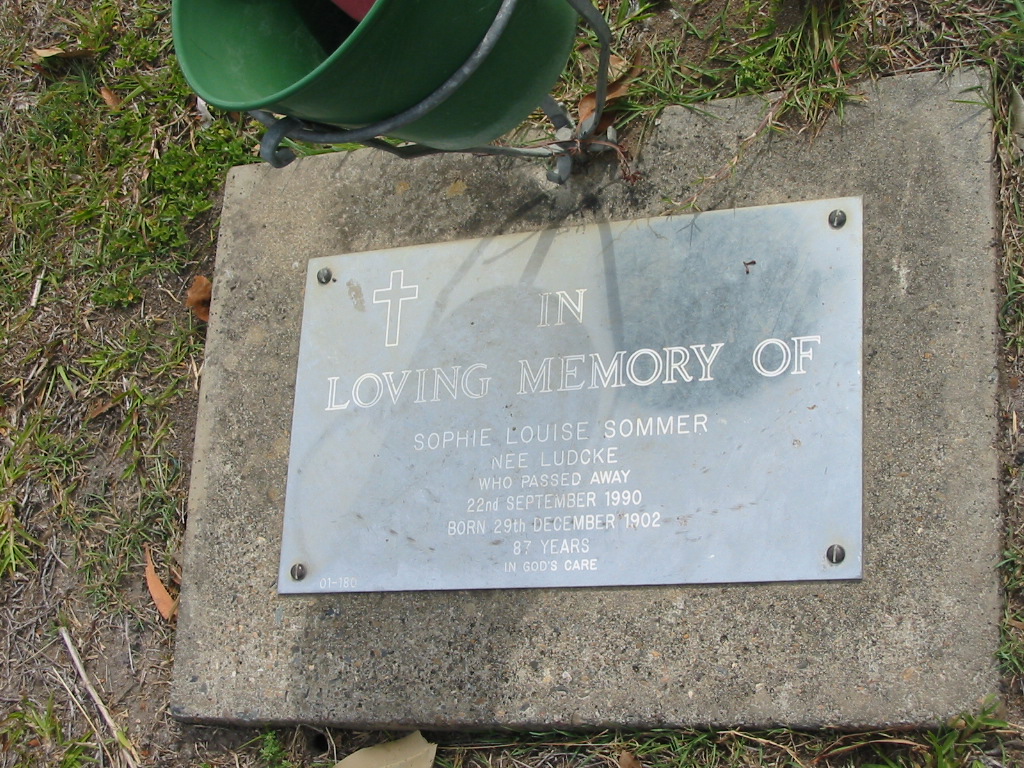 IN
LOVING MEMORY OF
SOPHIE LOUISE SOMMER
NEE LUDCKE
WHO PASSED AWAY
22nd SEPTEMBER 1990
BORN 29th DECEMBER 1902
87 YEARS
IN GOD'S CARE
01-180